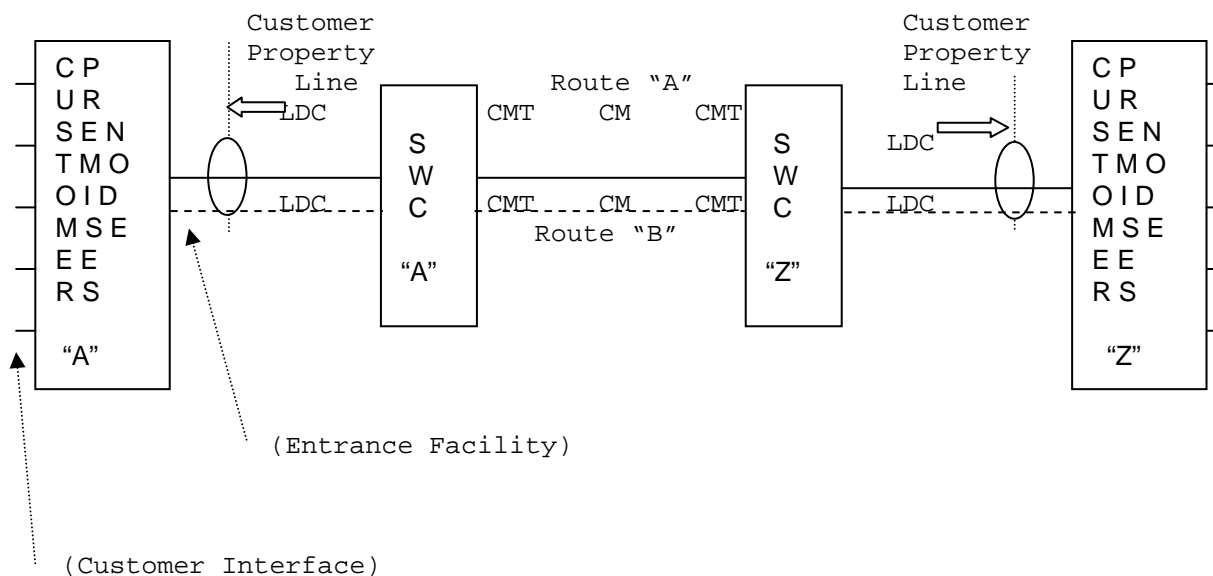 Customer
Property
Line
Customer
Property
Line
Route “A”
LDC
CMT
CM
CMT
LDC
C P
U R
S E N
T M O
O I D
M S E
E E
R S
“A”
S
W
C
“A”
S
W
C
“Z”
C P
U R
S E N
T M O
O I D
M S E
E E
R S
“Z”
LDC
CMT
CM
CMT
LDC
Route “B”
(Entrance Facility)
(Customer Interface)